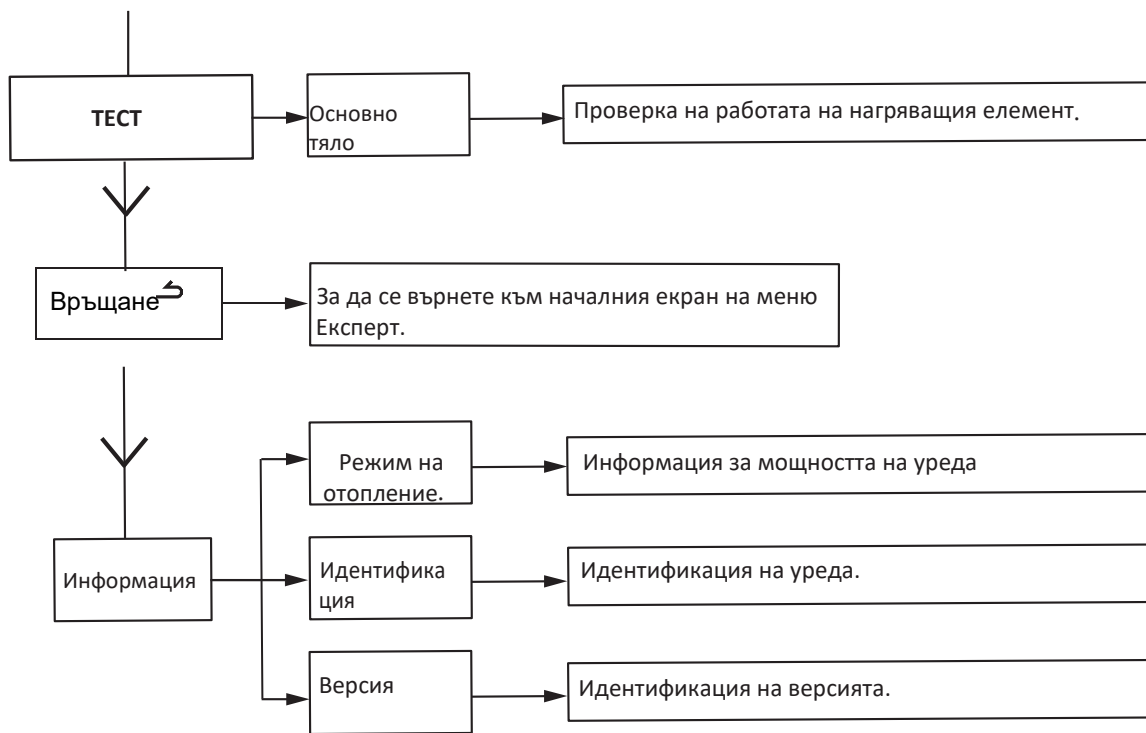 ТЕСТ
Основно
тяло
Проверка на работата на нагряващия елемент.
Връщане
За да се върнете към началния екран на меню
Експерт.
Режим на
отопление.
Информация за мощността на уреда
Информация
Идентифика
ция
Идентификация на уреда.
Версия
Идентификация на версията.